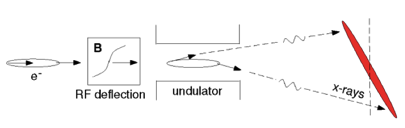 B
e-
RF deflection
undulator
x-rays